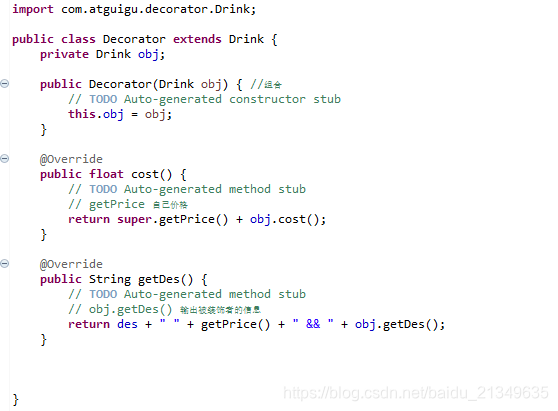 import com.atguigu.decorator.Drink;
public class Decorator extends Drink {
    private Drink obj;
    public Decorator(Drink obj) { //组合
        // TODO Auto-generated constructor stub
        this.obj = obj;
    }
    @Override
    public float cost() {
        // TODO Auto-generated method stub
        // getPrice 自己价格
        return super.getPrice() + obj.cost();
    }
    @Override
    public String getDes() {
        // TODO Auto-generated method stub
        // obj.getDes() 输出被装饰者的信息
        return des + " " + getPrice() + " && " + obj.getDes();
    }
}
https://blog.csdn.net/baidu_21349635